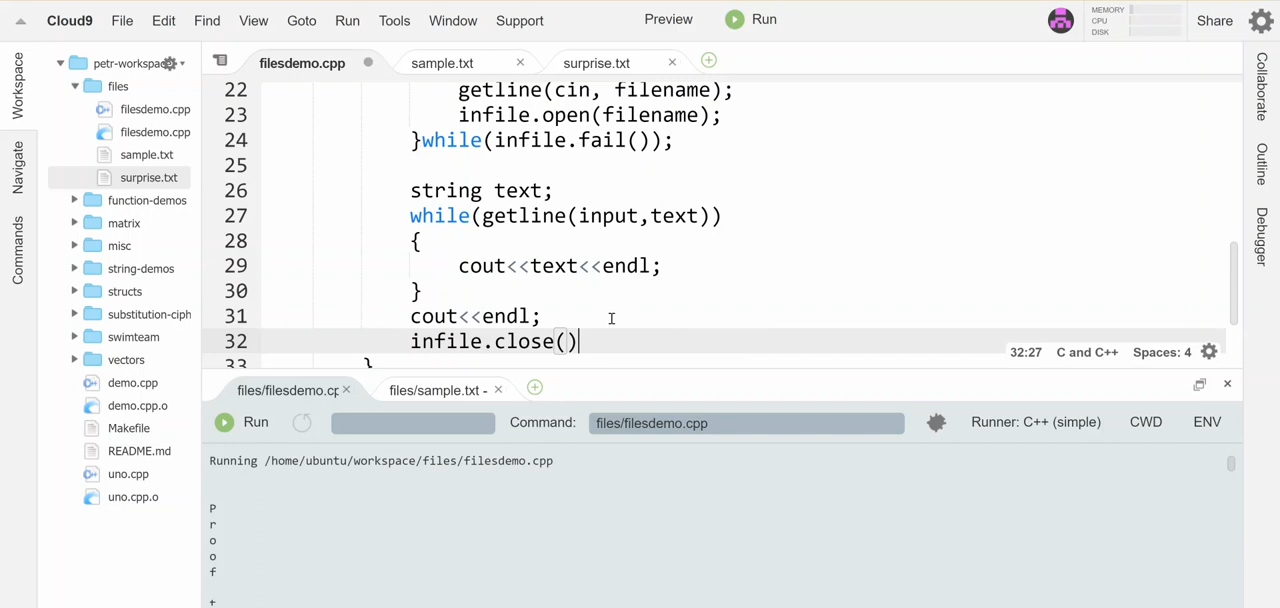 Cloud9 File Edit Find View Goto Run Tools Window Support Preview Run MEMORY CPU DISK Share
Workspace
Navigate
Commands
petr-workspac
files
filesdemo.cpp
filesdemo.cpp
sample.txt
surprise.txt
function-demos
matrix
misc
string-demos
structs
substitution-ciph
swimteam
vectors
demo.cpp
demo.cpp.o
Makefile
README.md
uno.cpp
uno.cpp.o
filesdemo.cpp sample.txt surprise.txt
22 getline(cin, filename);
23 infile.open(filename);
24 }while(infile.fail());
25
26 string text;
27 while(getline(input,text))
28 {
29 cout<<text<<endl;
30 }
31 cout<<endl;
32 infile.close()
33 }
32:27 C and C++ Spaces: 4
Collaborate
Outline
Debugger
files/filesdemo.cp files/sample.txt -
Run Command: files/filesdemo.cpp Runner: C++ (simple) CWD ENV
Running /home/ubuntu/workspace/files/filesdemo.cpp
P
r
o
o
f
t